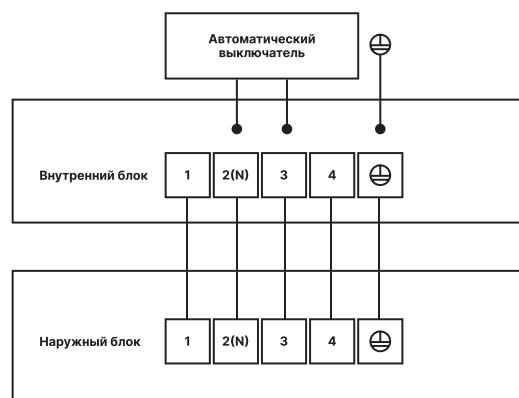 Автоматический
выключатель
Внутренний блок 1 2(N) 3 4
Наружный блок 1 2(N) 3 4